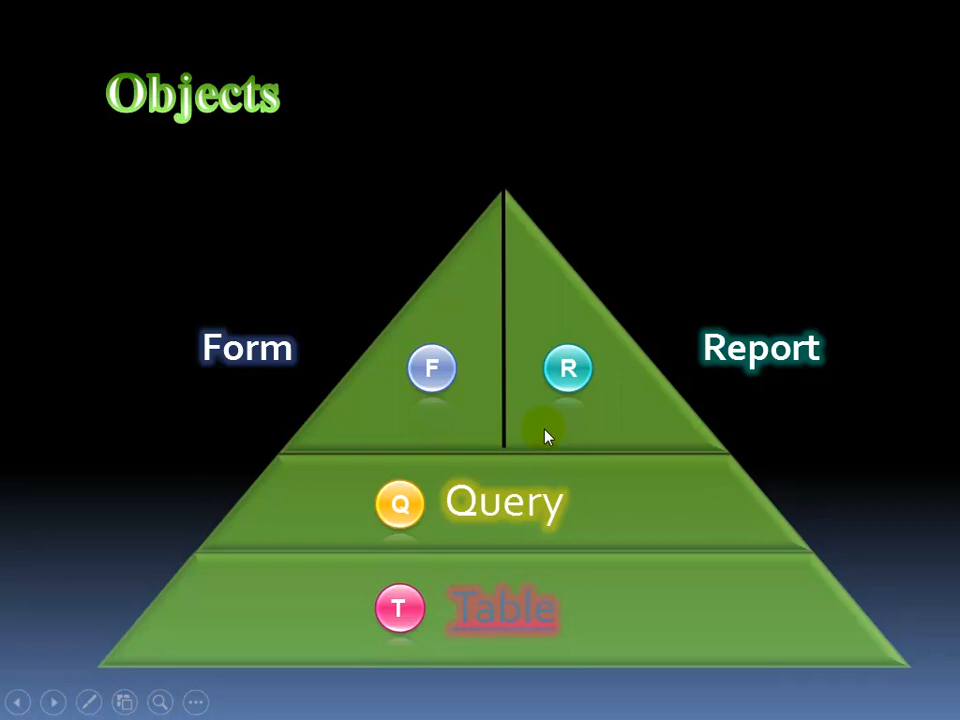 Objects
Form
F
R
Report
Q Query
T Table